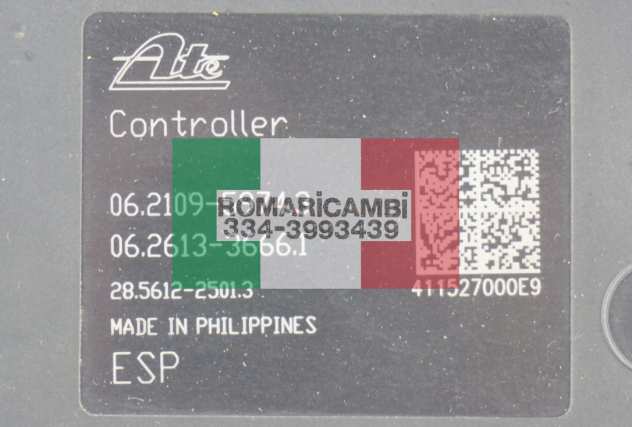 Ate
Controller
06.2109-
ROMARiCAMBi
334-3993439
06.2613-3666.1
28.5612-2501.3
411527000E9
MADE IN PHILIPPINES
ESP